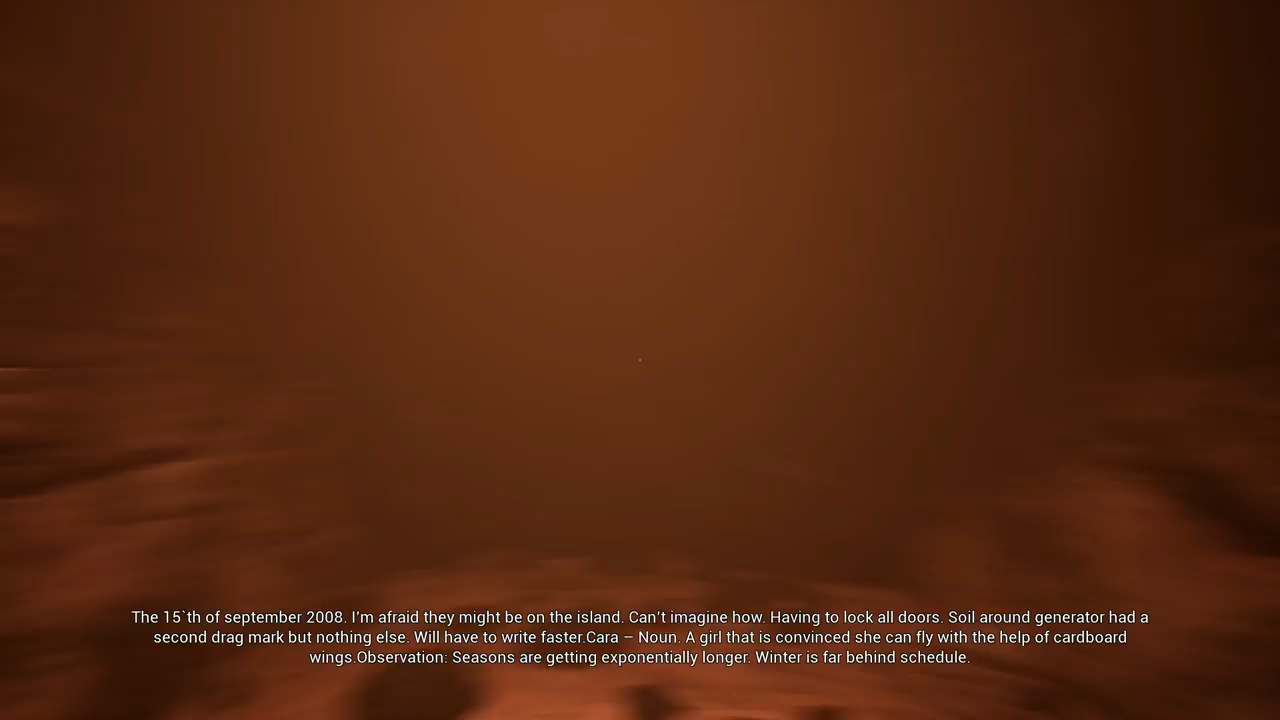 The 15`th of september 2008. I'm afraid they might be on the island. Can't imagine how. Having to lock all doors. Soil around generator had a
second drag mark but nothing else. Will have to write faster.Cara – Noun. A girl that is convinced she can fly with the help of cardboard
wings.Observation: Seasons are getting exponentially longer. Winter is far behind schedule.